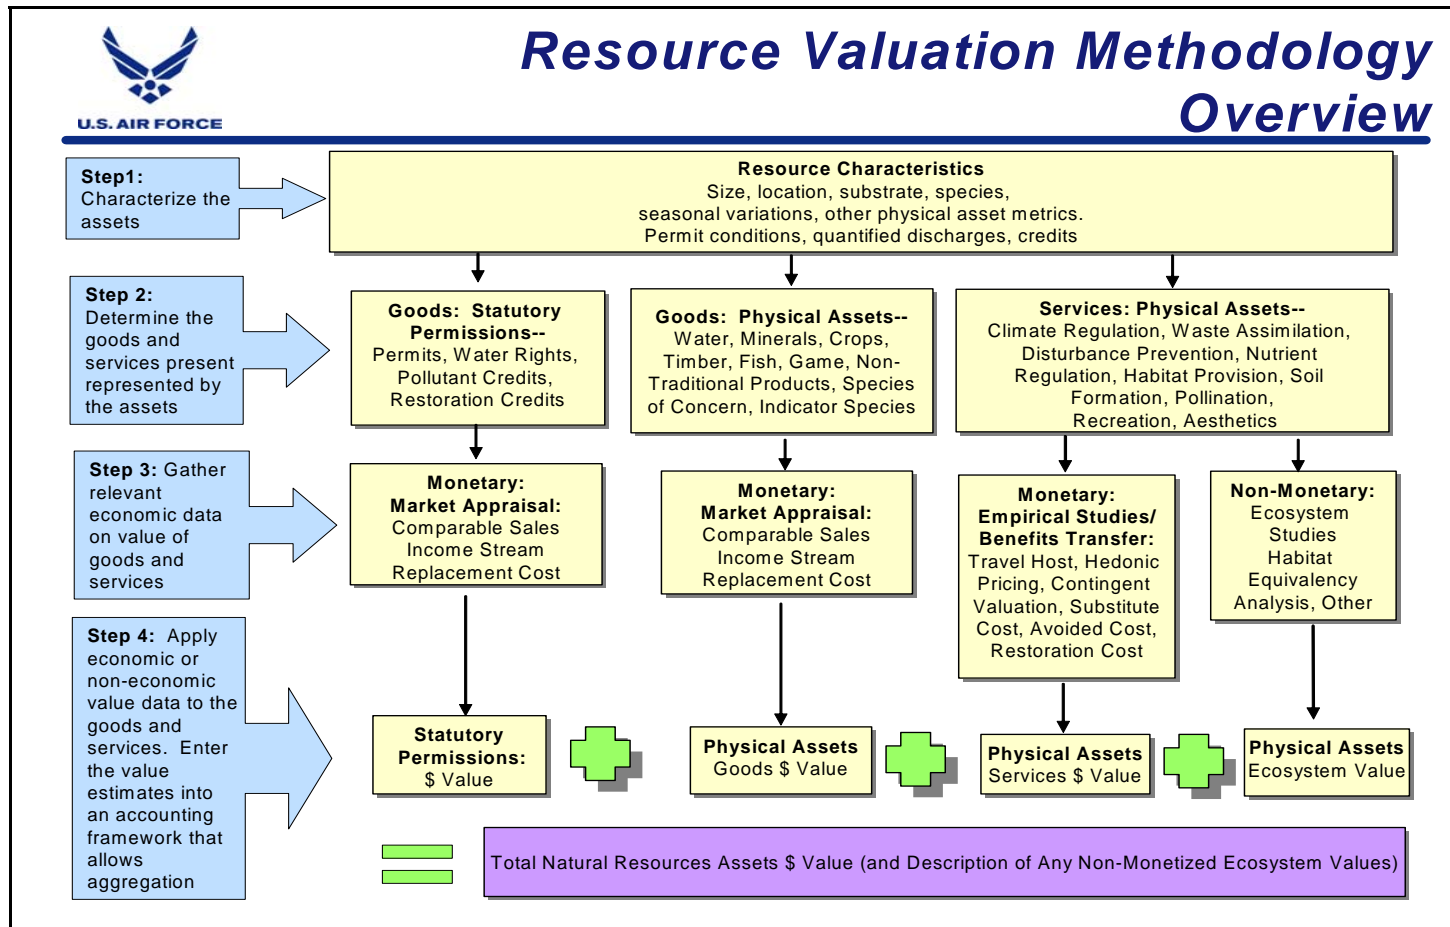 Resource Valuation Methodology
Overview
U.S. AIR FORCE
Step1:
Characterize the
assets
Resource Characteristics
Size, location, substrate, species,
seasonal variations, other physical asset metrics.
Permit conditions, quantified discharges, credits
Step 2:
Determine the
goods and
services present
represented by
the assets
Goods: Statutory
Permissions--
Permits, Water Rights,
Pollutant Credits,
Restoration Credits
Goods: Physical Assets--
Water, Minerals, Crops,
Timber, Fish, Game, Non-
Traditional Products, Species
of Concern, Indicator Species
Services: Physical Assets--
Climate Regulation, Waste Assimilation,
Disturbance Prevention, Nutrient
Regulation, Habitat Provision, Soil
Formation, Pollination,
Recreation, Aesthetics
Step 3: Gather
relevant
economic data
on value of
goods and
services
Monetary:
Market Appraisal:
Comparable Sales
Income Stream
Replacement Cost
Monetary:
Market Appraisal:
Comparable Sales
Income Stream
Replacement Cost
Monetary:
Empirical Studies/
Benefits Transfer:
Travel Host, Hedonic
Pricing, Contingent
Valuation, Substitute
Cost, Avoided Cost,
Restoration Cost
Non-Monetary:
Ecosystem
Studies
Habitat
Equivalency
Analysis, Other
Step 4: Apply
economic or
non-economic
value data to the
goods and
services. Enter
the value
estimates into
an accounting
framework that
allows
aggregation
Statutory
Permissions:
$ Value
Physical Assets
Goods $ Value
Physical Assets
Services $ Value
Physical Assets
Ecosystem Value
Total Natural Resources Assets $ Value (and Description of Any Non-Monetized Ecosystem Values)